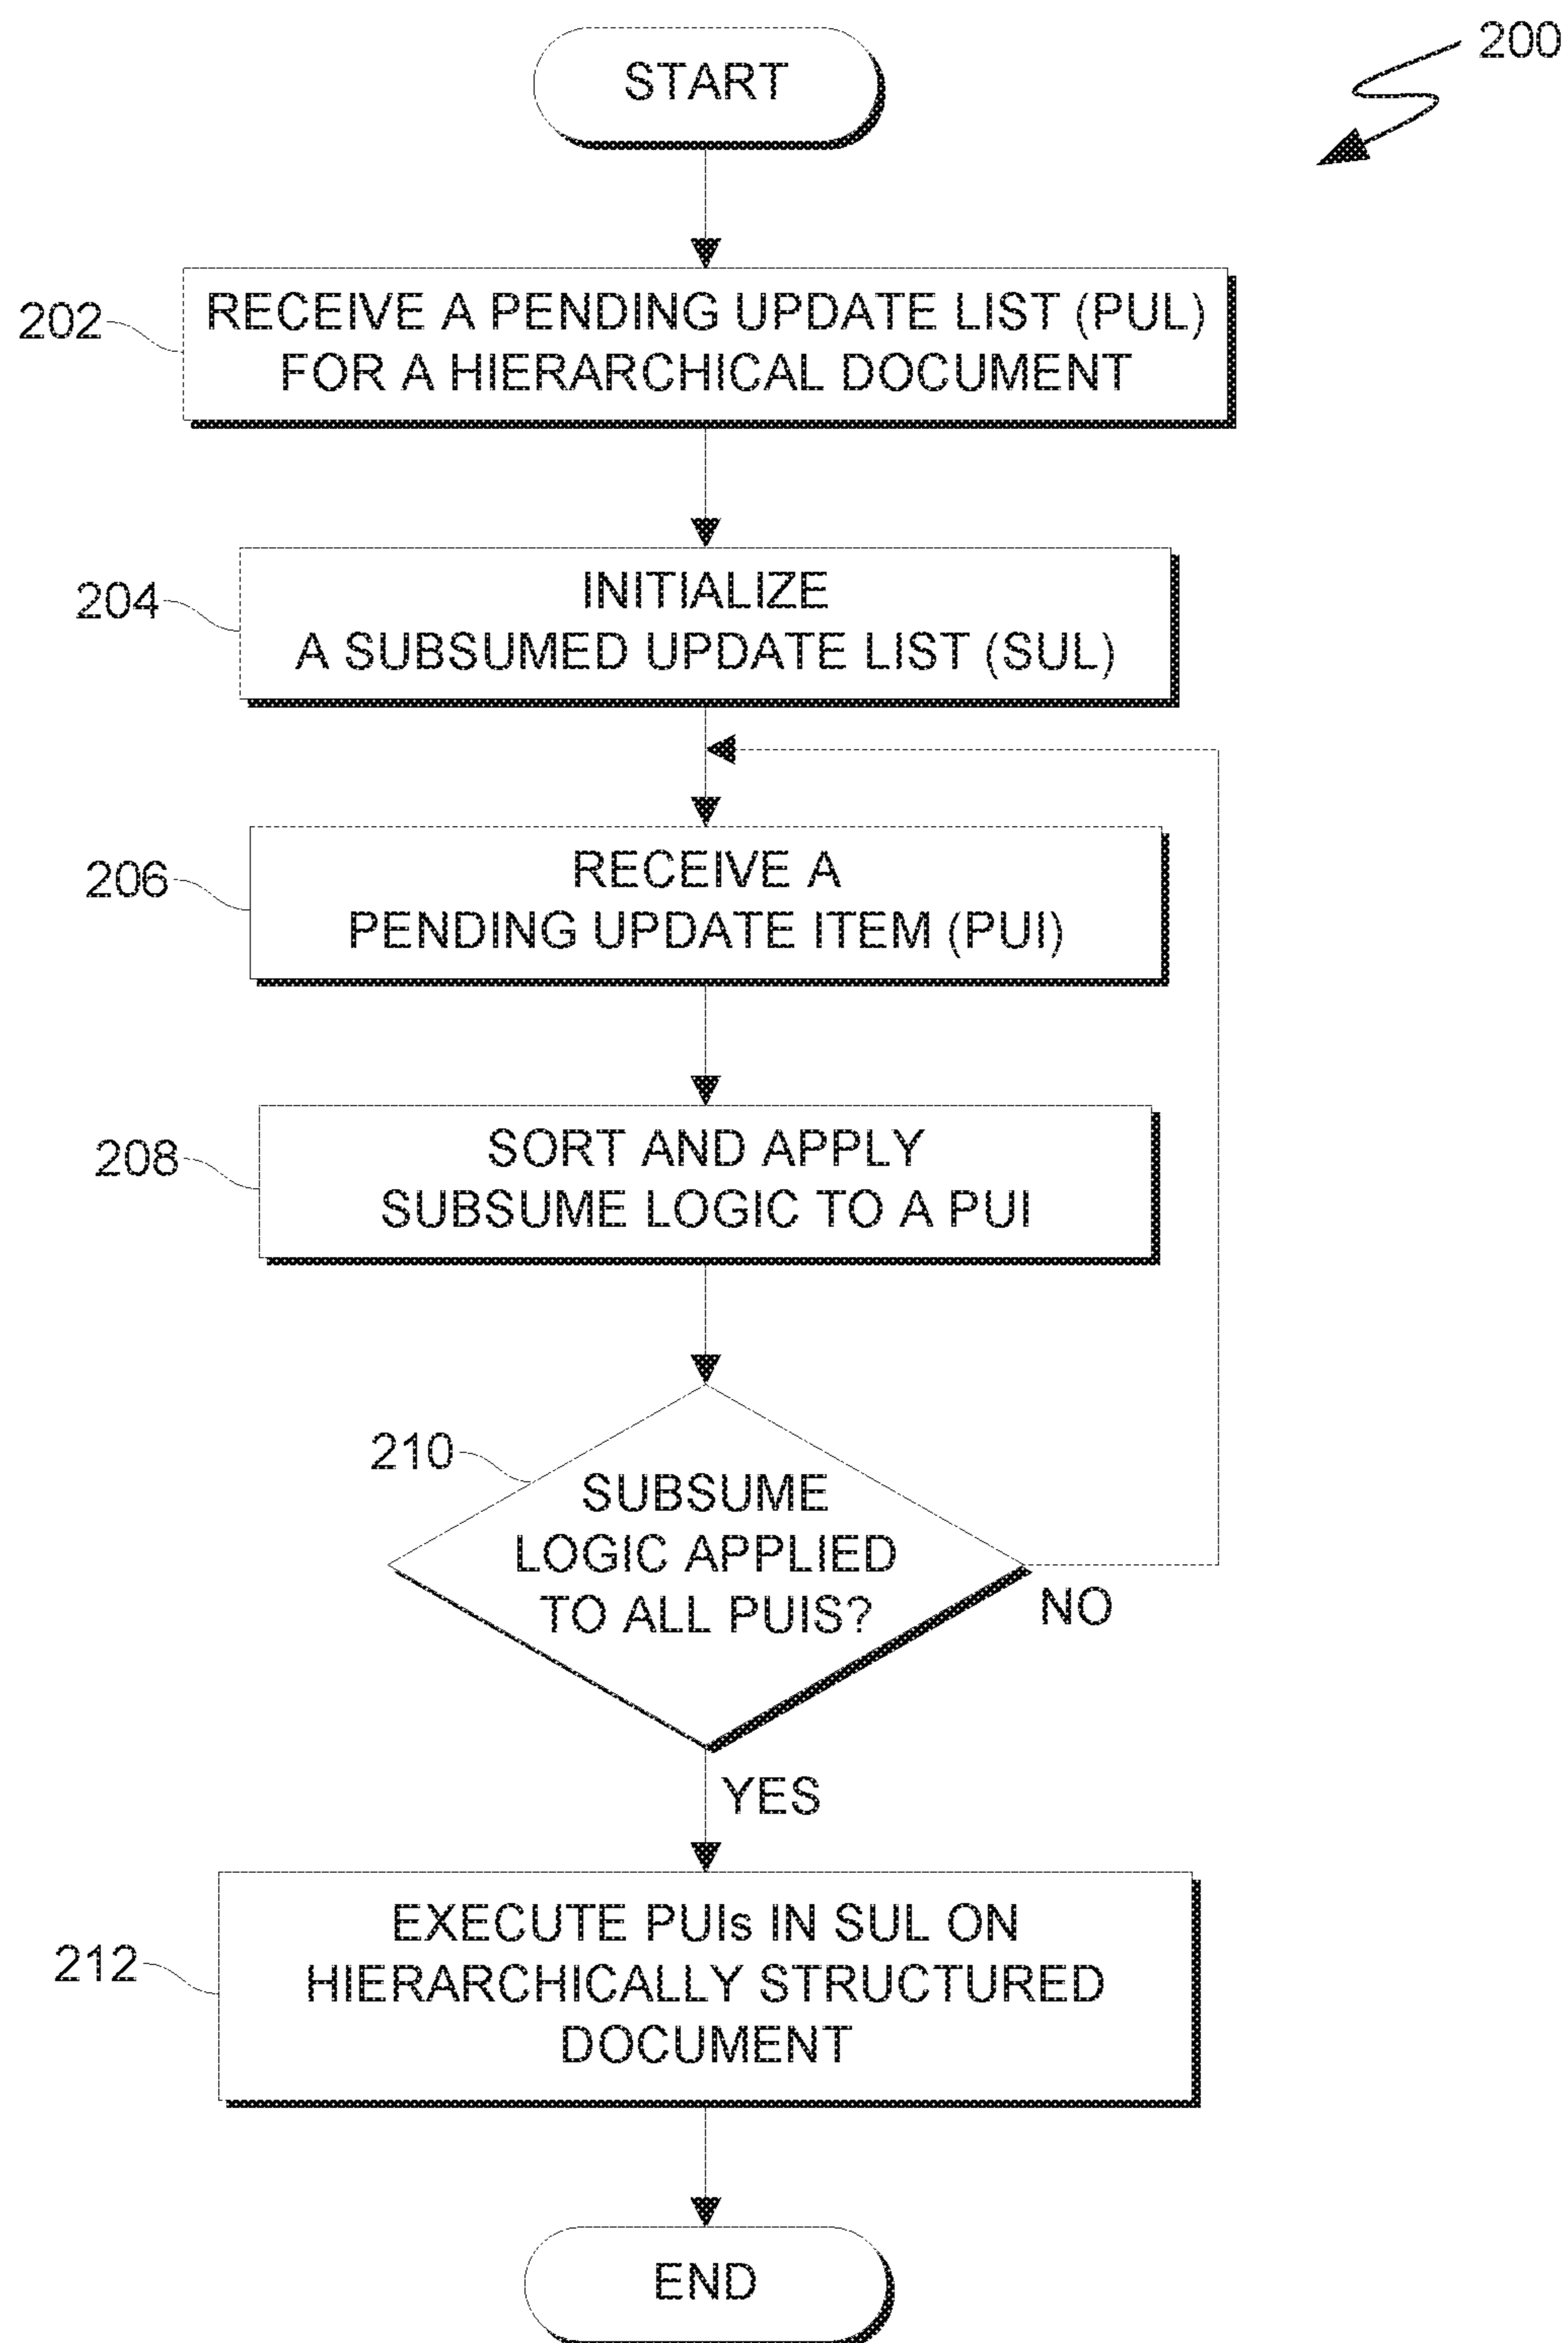 START
200
202
RECEIVE A PENDING UPDATE LIST (PUL)
FOR A HIERARCHICAL DOCUMENT
204
INITIALIZE
A SUBSUMED UPDATE LIST (SUL)
206
RECEIVE A
PENDING UPDATE ITEM (PUI)
208
SORT AND APPLY
SUBSUME LOGIC TO A PUI
210
SUBSUME
LOGIC APPLIED
TO ALL PUIS?
NO
YES
212
EXECUTE PUIs IN SUL ON
HIERARCHICALLY STRUCTURED
DOCUMENT
END